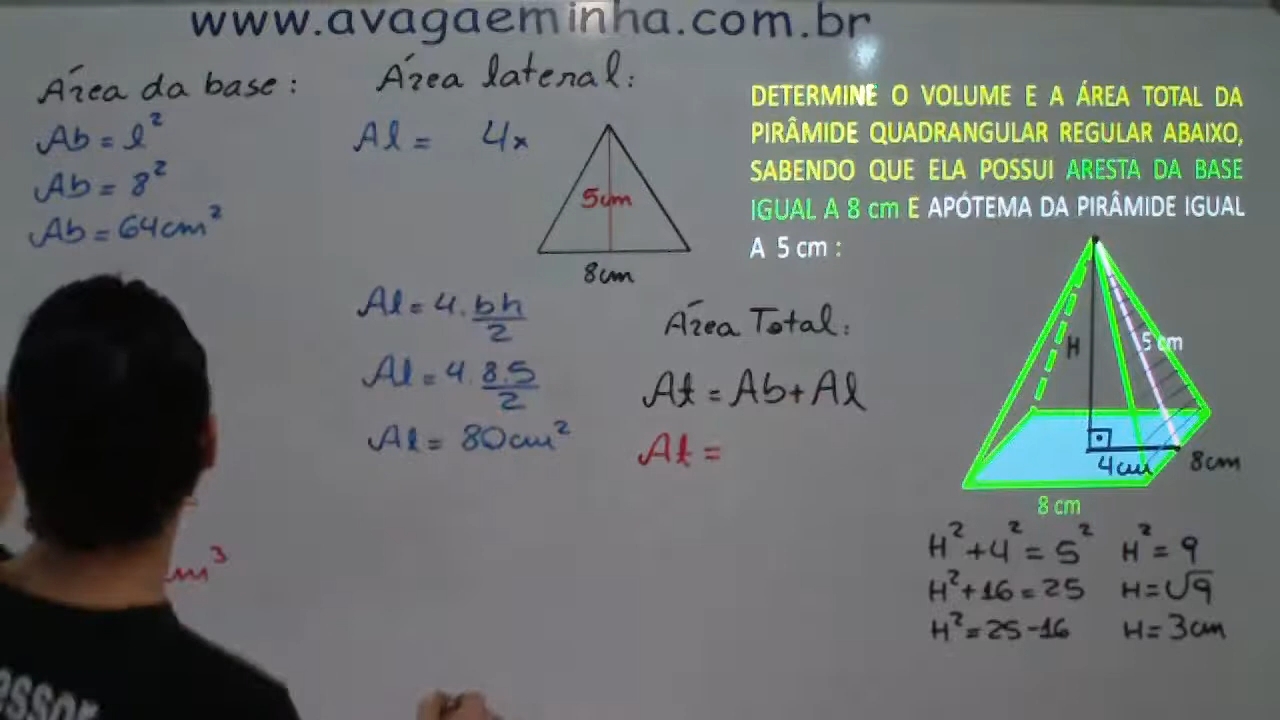 www.avagaeminha.com.br
Área da base:
Ab = l²
Ab = 8²
Ab = 64cm²
m³
Área lateral:
Al = 4x
5cm
8cm
Al = 4. bh/2
Al = 4. 8.5/2
Al = 80cm²
Área Total:
At = Ab + Al
At =
DETERMINE O VOLUME E A ÁREA TOTAL DA
PIRÂMIDE QUADRANGULAR REGULAR ABAIXO,
SABENDO QUE ELA POSSUI ARESTA DA BASE
IGUAL A 8 cm E APÓTEMA DA PIRÂMIDE IGUAL
A 5 cm :
H
5 cm
4cm
8cm
8 cm
H² + 4² = 5² H² = 9
H² + 16 = 25 H = √9
H² = 25 - 16 H = 3cm
essor